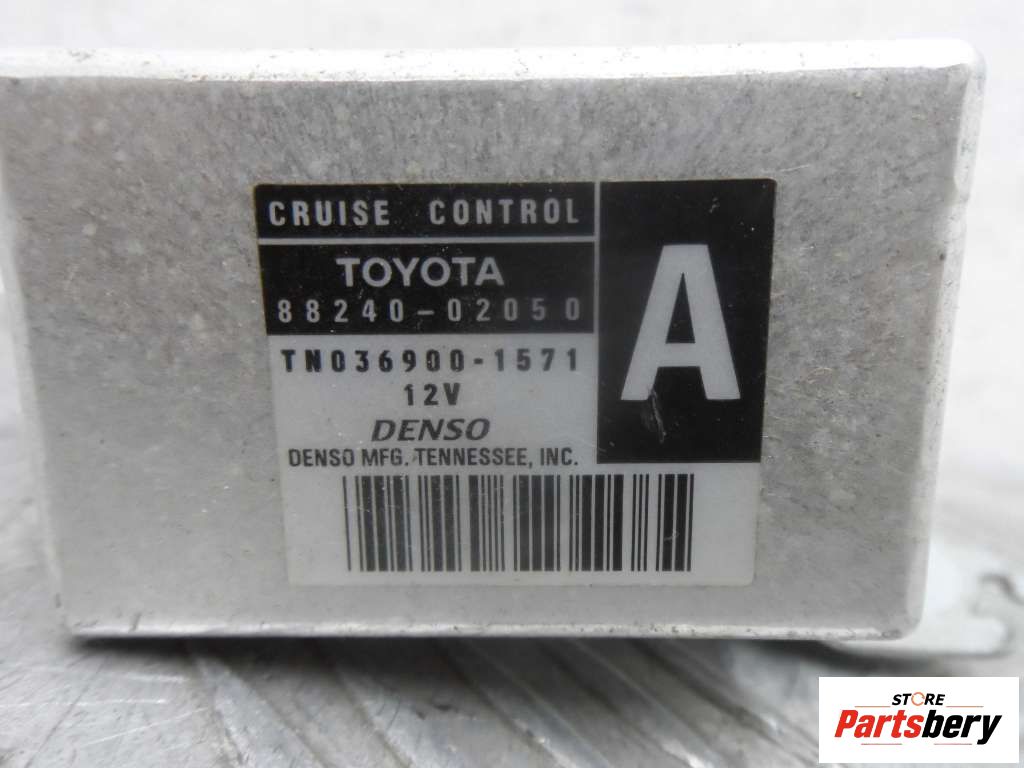 CRUISE CONTROL
TOYOTA
88240-02050
A
TN036900-1571
12V
DENSO
DENSO MFG. TENNESSEE, INC.
STORE
Partsbery